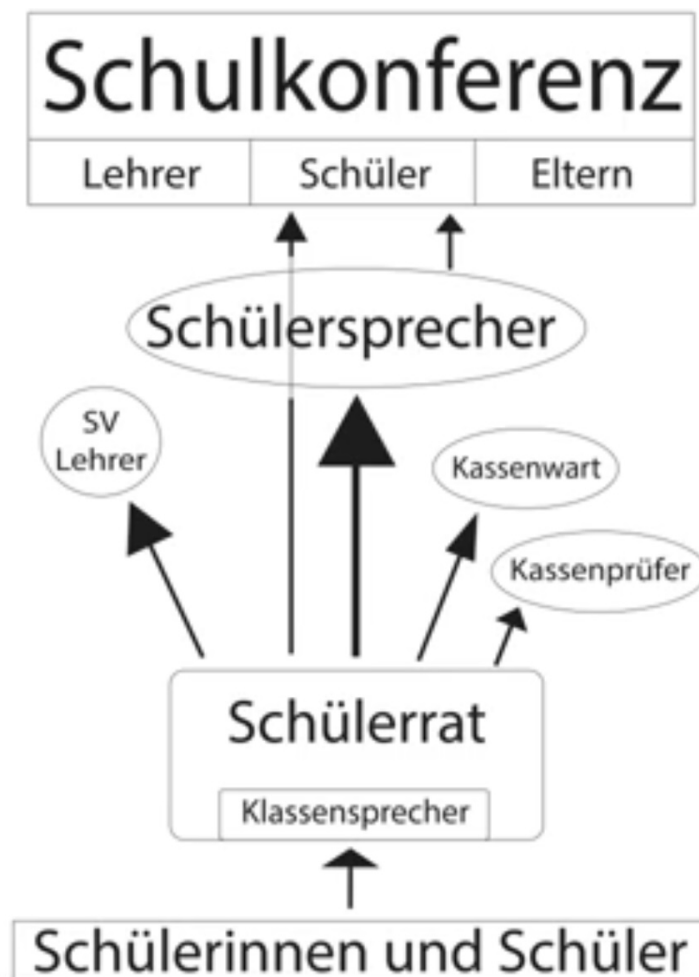 Schulkonferenz
Lehrer Schüler Eltern
Schülersprecher
SV
Lehrer
Kassenwart
Kassenprüfer
Schülerrat
Klassensprecher
Schülerinnen und Schüler